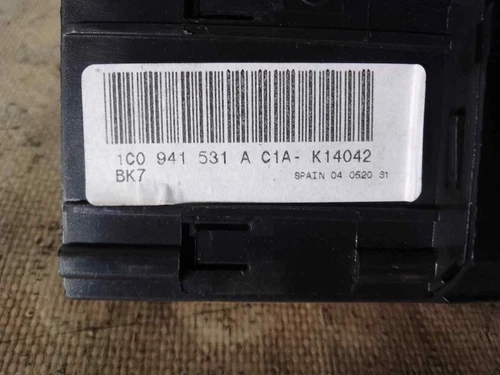 1C0 941 531 A C1A- K14042
BK7 SPAIN 04 0520 31